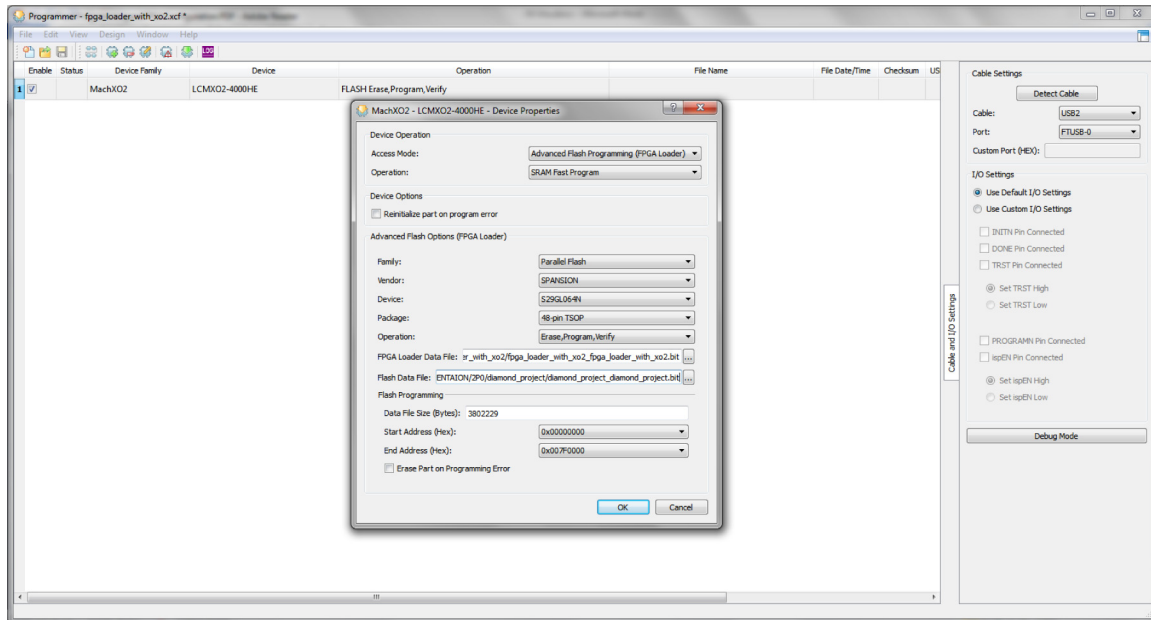 Programmer - fpga_loader_with_xo2.xcf *
File Edit View Design Window Help
LOG
Enable Status Device Family Device Operation File Name File Date/Time Checksum US
1 MachXO2 LCMXO2-4000HE FLASH Erase,Program,Verify
MachXO2 - LCMXO2-4000HE - Device Properties
Device Operation
Access Mode: Advanced Flash Programming (FPGA Loader)
Operation: SRAM Fast Program
Device Options
Reinitialize part on program error
Advanced Flash Options (FPGA Loader)
Family: Parallel Flash
Vendor: SPANSION
Device: S29GL064N
Package: 48-pin TSOP
Operation: Erase,Program,Verify
FPGA Loader Data File: er_with_xo2/fpga_loader_with_xo2_fpga_loader_with_xo2.bit ...
Flash Data File: ENTAION/2P0/diamond_project/diamond_project_diamond_project.bit ...
Flash Programming
Data File Size (Bytes): 3802229
Start Address (Hex): 0x00000000
End Address (Hex): 0x007F0000
Erase Part on Programming Error
OK Cancel
Cable and I/O Settings
Cable Settings
Detect Cable
Cable: USB2
Port: FTUSB-0
Custom Port (HEX):
I/O Settings
Use Default I/O Settings
Use Custom I/O Settings
INITN Pin Connected
DONE Pin Connected
TRST Pin Connected
Set TRST High
Set TRST Low
PROGRAMN Pin Connected
ispEN Pin Connected
Set ispEN High
Set ispEN Low
Debug Mode